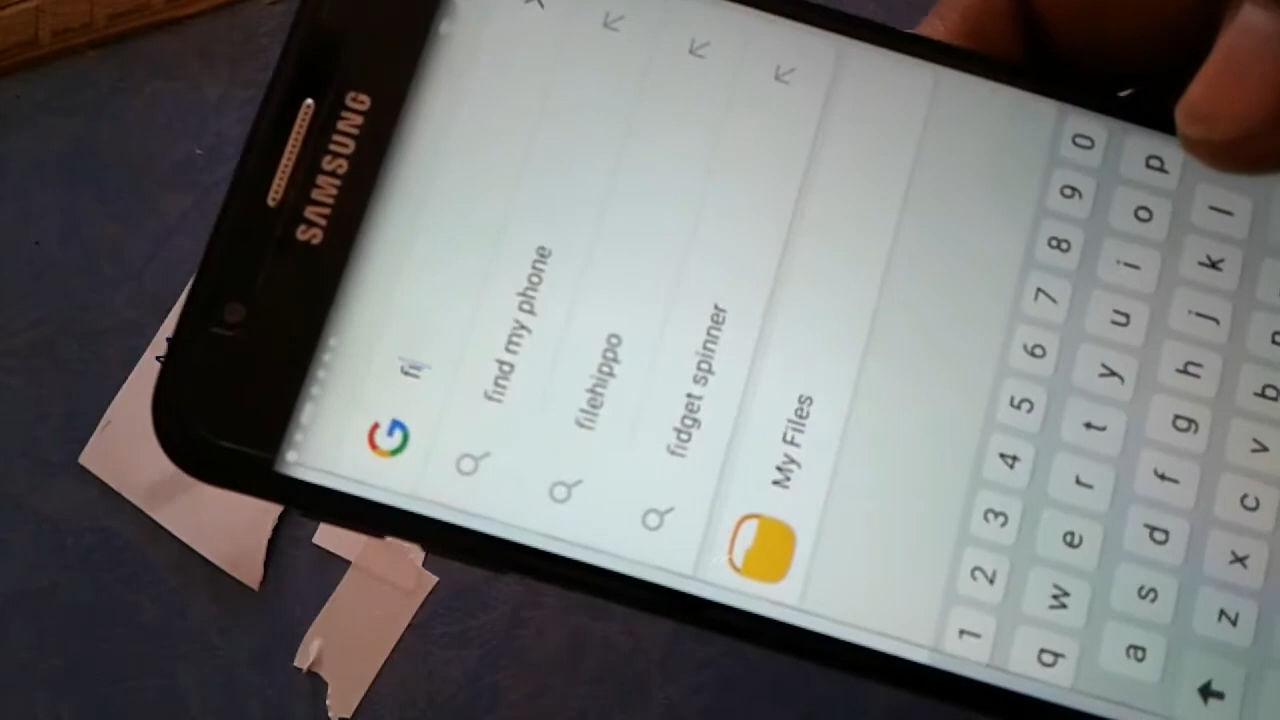 SAMSUNG
G fi
find my phone
filehippo
fidget spinner
My Files
1 2 3 4 5 6 7 8 9 0
q w e r t y u i o p
a s d f g h j k l
z x c v b n